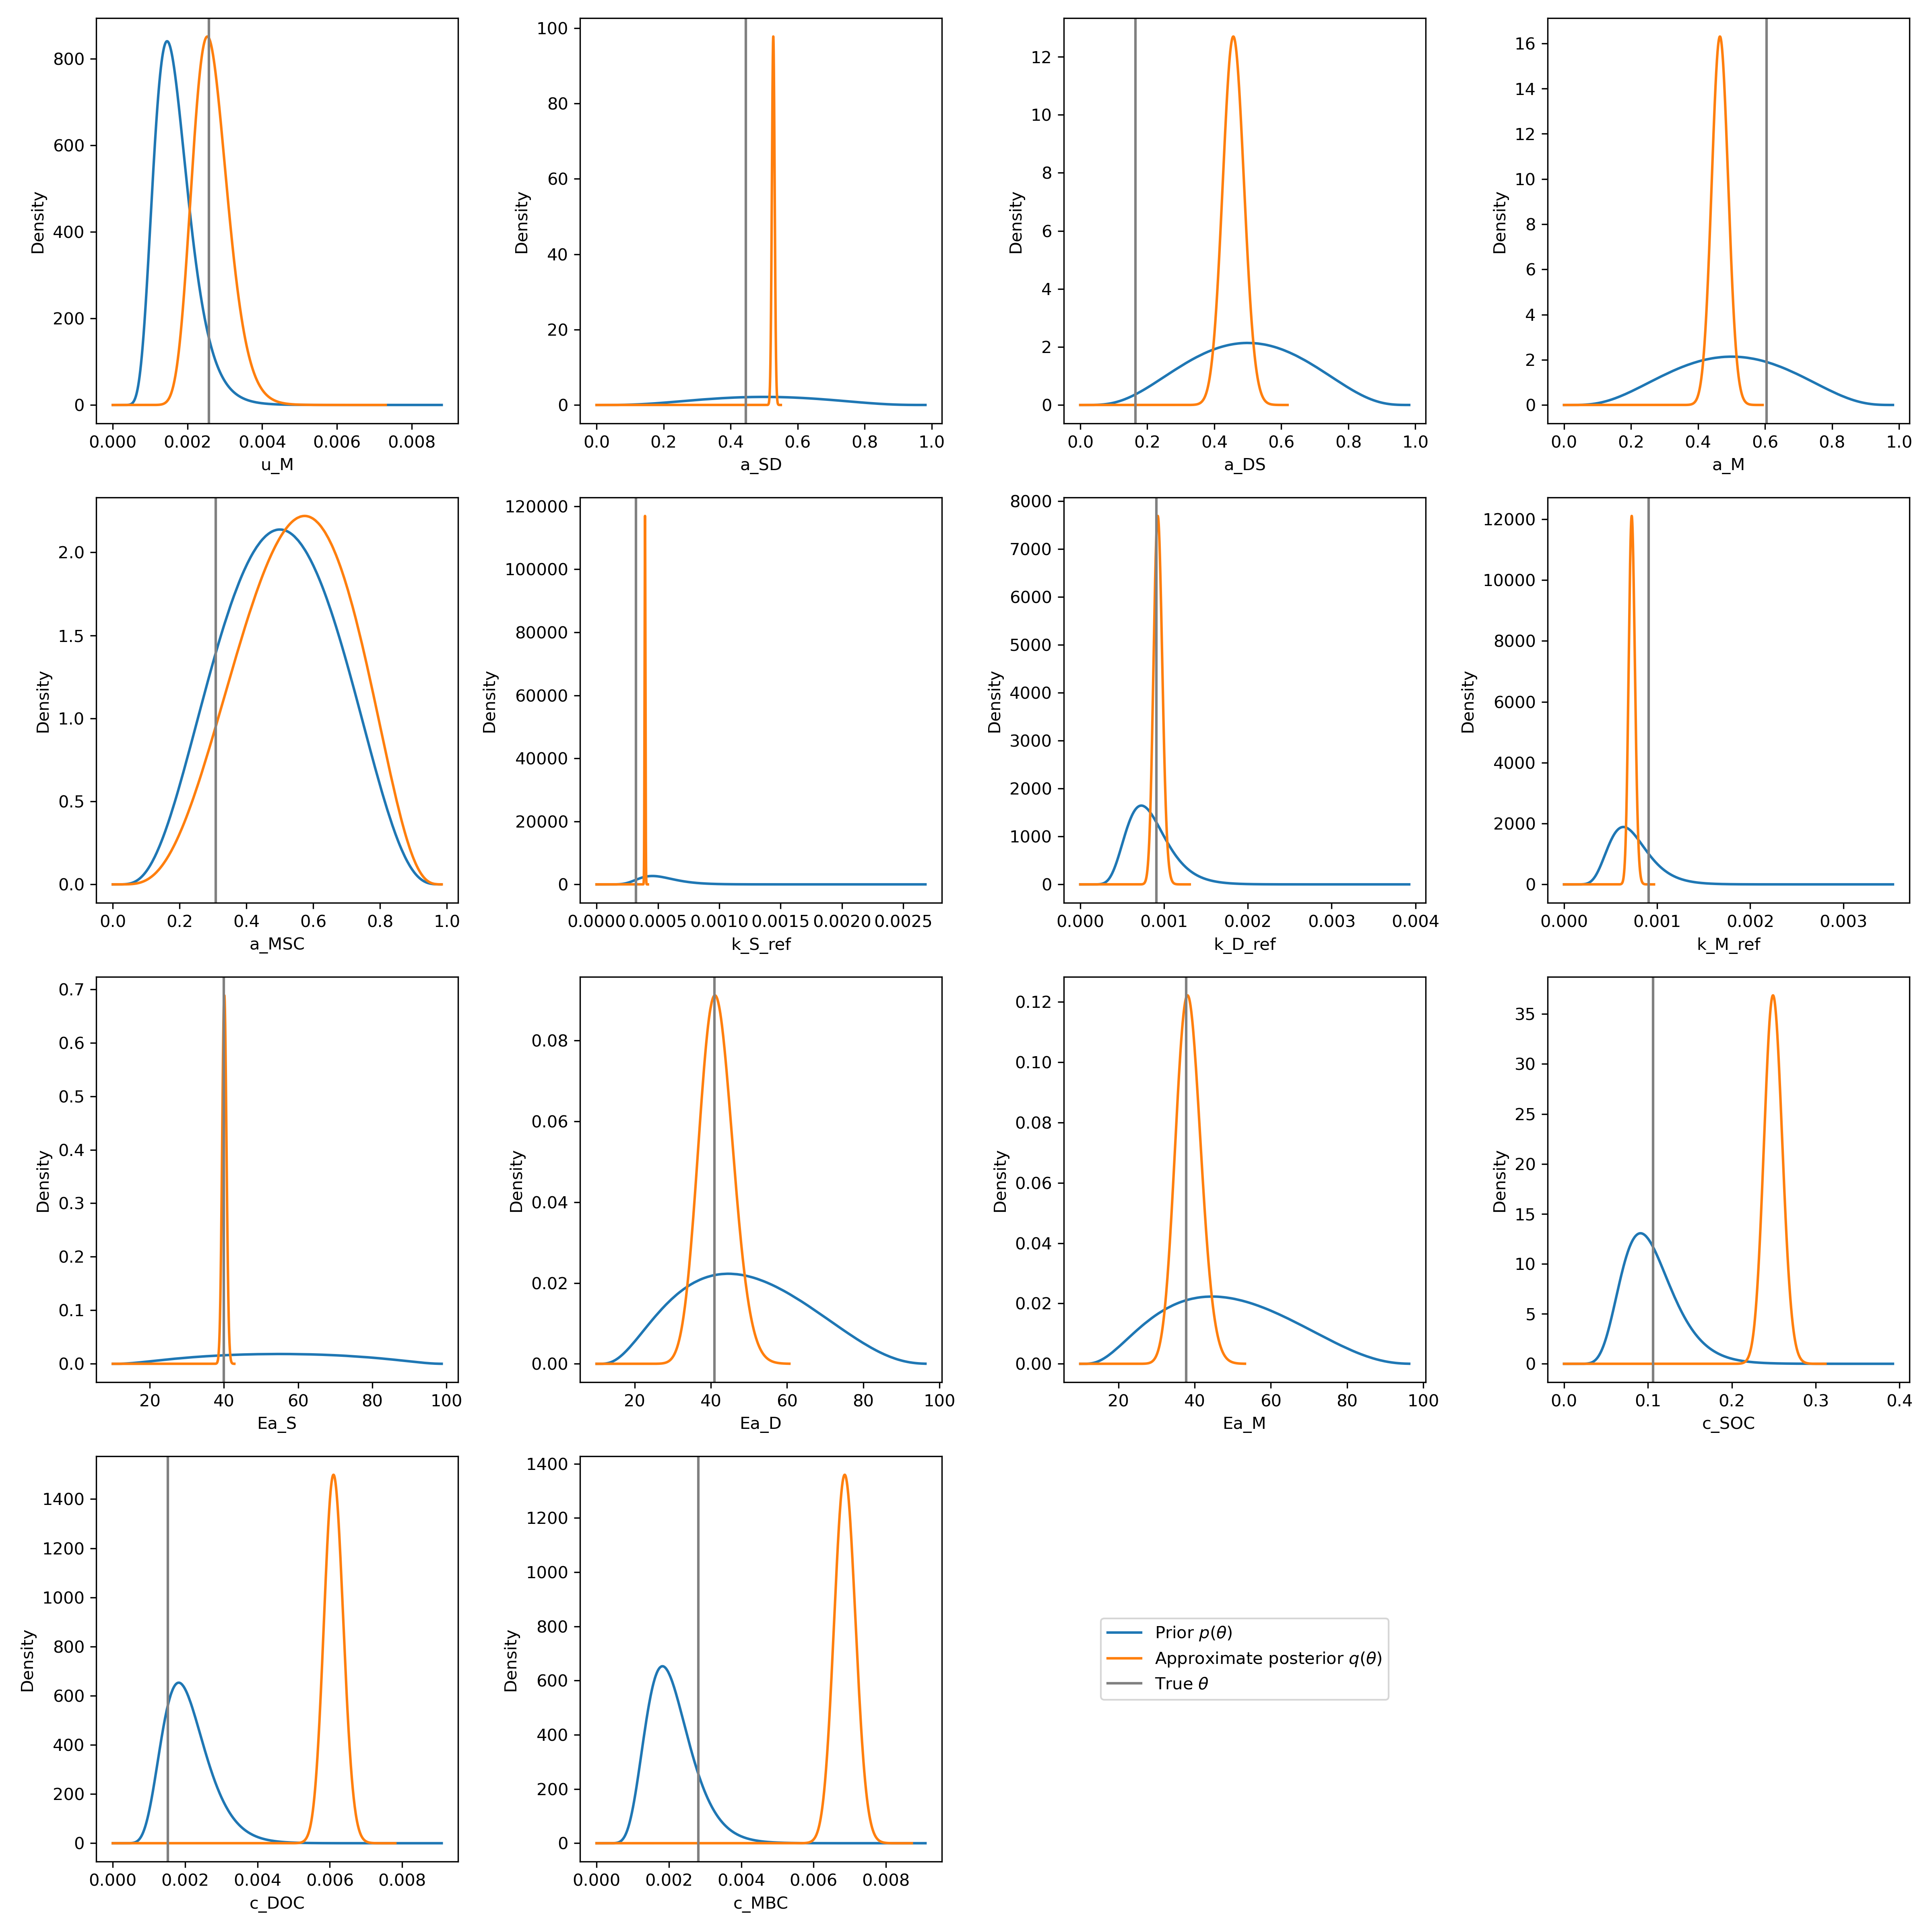 800
600
400
200
0
Density
0.000 0.002 0.004 0.006 0.008
u_M
100
80
60
40
20
0
Density
0.0 0.2 0.4 0.6 0.8 1.0
a_SD
12
10
8
6
4
2
0
Density
0.0 0.2 0.4 0.6 0.8 1.0
a_DS
16
14
12
10
8
6
4
2
0
Density
0.0 0.2 0.4 0.6 0.8 1.0
a_M
2.0
1.5
1.0
0.5
0.0
Density
0.0 0.2 0.4 0.6 0.8 1.0
a_MSC
120000
100000
80000
60000
40000
20000
0
Density
0.0000 0.0005 0.0010 0.0015 0.0020 0.0025
k_S_ref
8000
7000
6000
5000
4000
3000
2000
1000
0
Density
0.000 0.001 0.002 0.003 0.004
k_D_ref
12000
10000
8000
6000
4000
2000
0
Density
0.000 0.001 0.002 0.003
k_M_ref
0.7
0.6
0.5
0.4
0.3
0.2
0.1
0.0
Density
20 40 60 80 100
Ea_S
0.08
0.06
0.04
0.02
0.00
Density
20 40 60 80 100
Ea_D
0.12
0.10
0.08
0.06
0.04
0.02
0.00
Density
20 40 60 80 100
Ea_M
35
30
25
20
15
10
5
0
Density
0.0 0.1 0.2 0.3 0.4
c_SOC
1400
1200
1000
800
600
400
200
0
Density
0.000 0.002 0.004 0.006 0.008
c_DOC
1400
1200
1000
800
600
400
200
0
Density
0.000 0.002 0.004 0.006 0.008
c_MBC
Prior p(θ)
Approximate posterior q(θ)
True θ